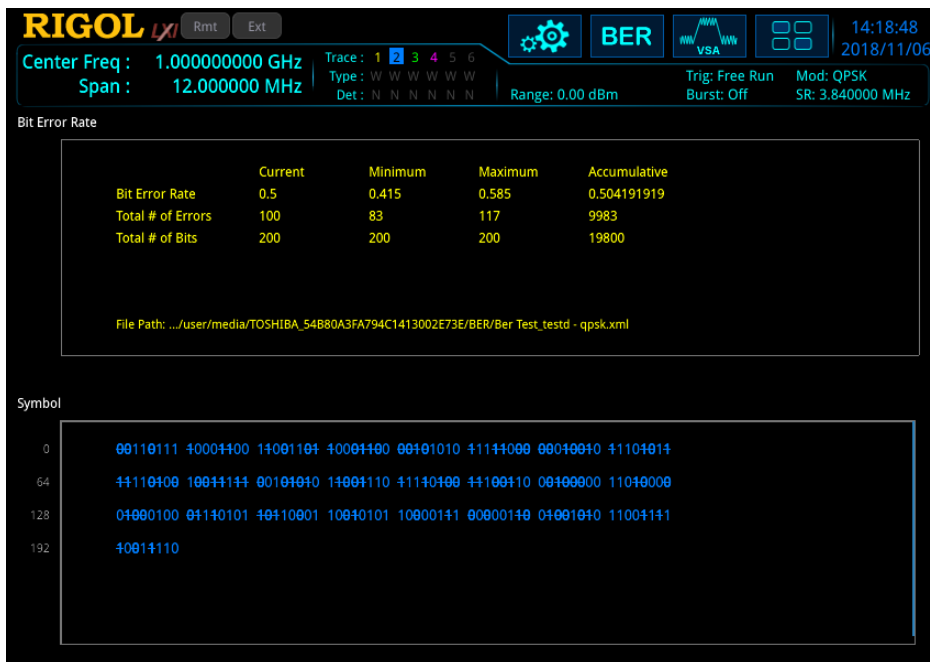 RIGOL LXI Rmt Ext BER VSA 14:18:48
2018/11/06
Center Freq : 1.000000000 GHz Trace : 1 2 3 4 5 6
Type : W W W W W W Trig: Free Run Mod: QPSK
Span : 12.000000 MHz Det : N N N N N N Range: 0.00 dBm Burst: Off SR: 3.840000 MHz
Bit Error Rate
Current Minimum Maximum Accumulative
Bit Error Rate 0.5 0.415 0.585 0.504191919
Total # of Errors 100 83 117 9983
Total # of Bits 200 200 200 19800
File Path: .../user/media/TOSHIBA_54B80A3FA794C1413002E73E/BER/Ber Test_testd - qpsk.xml
Symbol
0 00110111 10001100 11001101 10001100 00101010 11111000 00010010 11101011
64 11110100 10011111 00101010 11001110 11110100 11100110 00100000 11010000
128 01000100 01110101 10110001 10010101 10000111 00000110 01001010 11001111
192 10011110